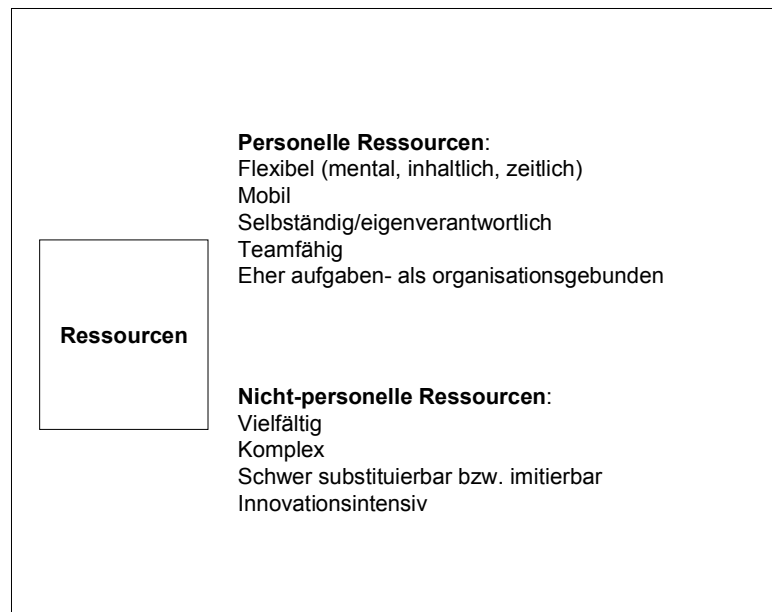 Personelle Ressourcen:
Flexibel (mental, inhaltlich, zeitlich)
Mobil
Selbständig/eigenverantwortlich
Teamfähig
Eher aufgaben- als organisationsgebunden
Ressourcen
Nicht-personelle Ressourcen:
Vielfältig
Komplex
Schwer substituierbar bzw. imitierbar
Innovationsintensiv